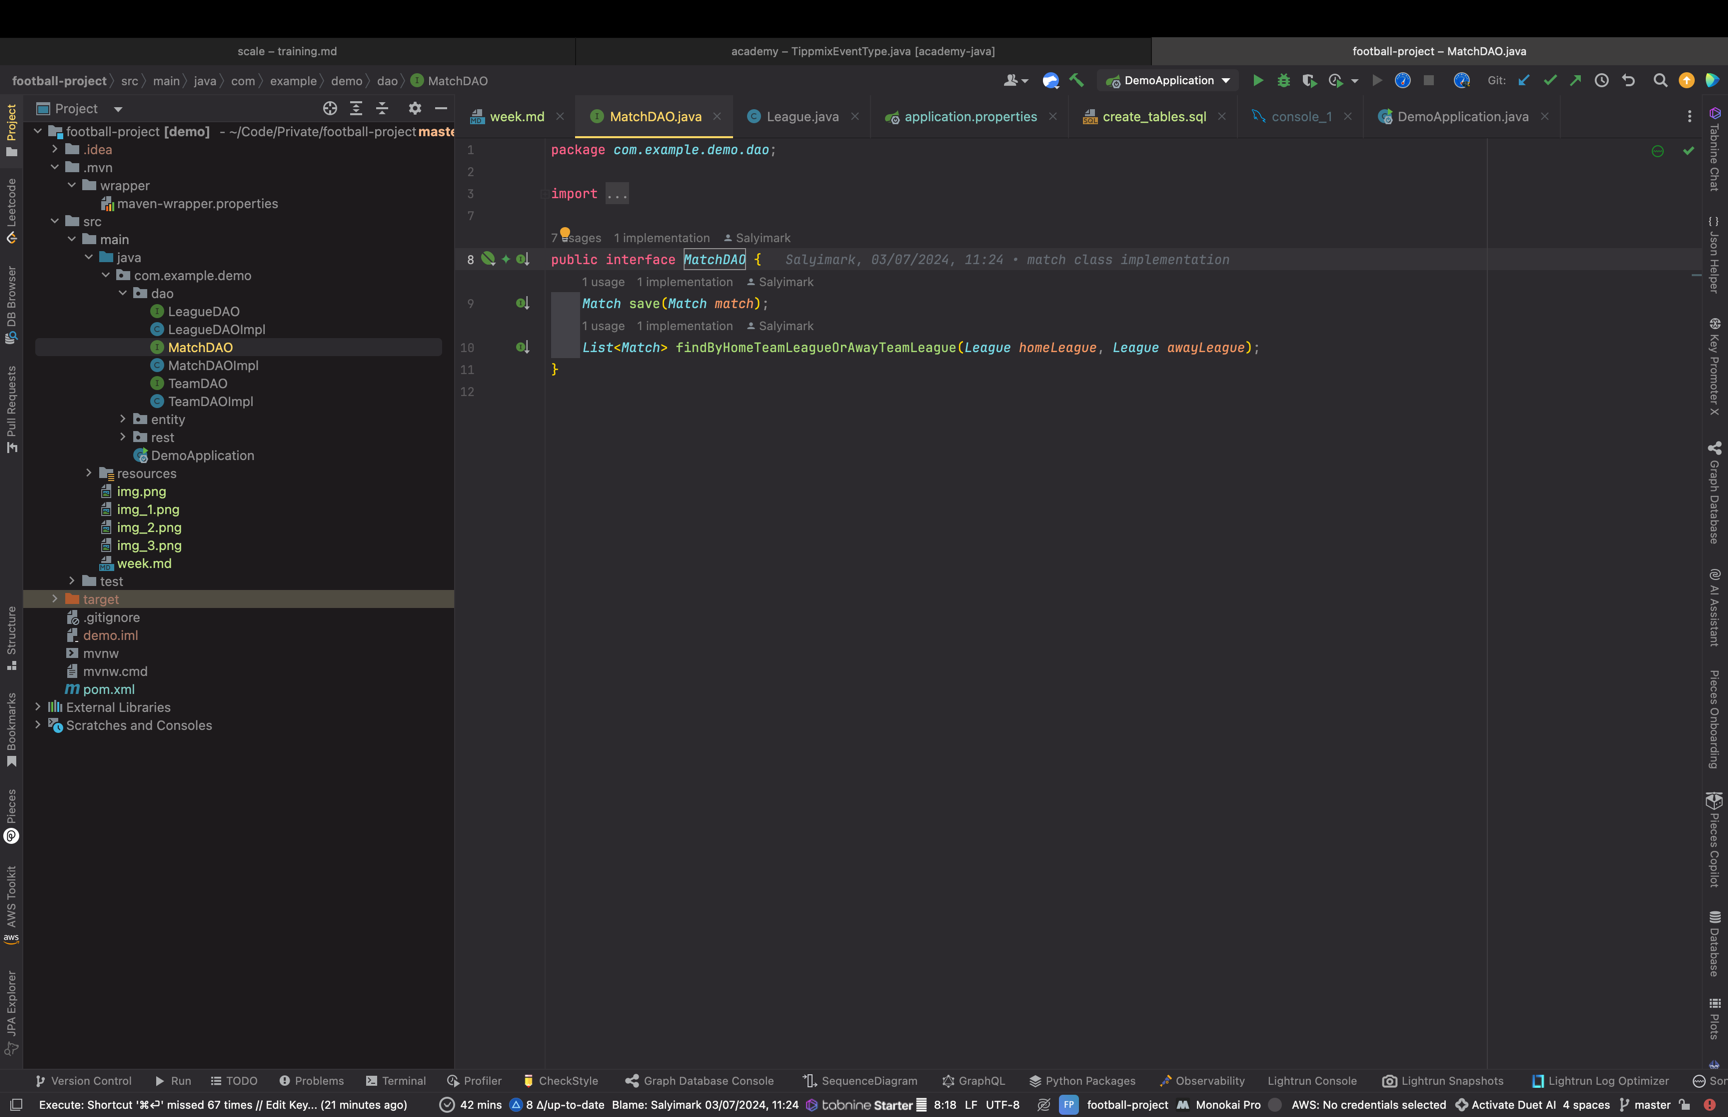 scale – training.md
academy – TippmixEventType.java [academy-java]
football-project – MatchDAO.java
football-project src main java com example demo dao MatchDAO
DemoApplication
Git:
Project
week.md
MatchDAO.java
League.java
application.properties
create_tables.sql
console_1
DemoApplication.java
football-project [demo] - ~/Code/Private/football-project maste
.idea
.mvn
wrapper
maven-wrapper.properties
src
main
java
com.example.demo
dao
LeagueDAO
LeagueDAOImpl
MatchDAO
MatchDAOImpl
TeamDAO
TeamDAOImpl
entity
rest
DemoApplication
resources
img.png
img_1.png
img_2.png
img_3.png
week.md
test
target
.gitignore
demo.iml
mvnw
mvnw.cmd
pom.xml
External Libraries
Scratches and Consoles
1 package com.example.demo.dao;
2
3 import ...
7
7 usages 1 implementation Salyimark
8 public interface MatchDAO { Salyimark, 03/07/2024, 11:24 • match class implementation
1 usage 1 implementation Salyimark
9 Match save(Match match);
1 usage 1 implementation Salyimark
10 List<Match> findByHomeTeamLeagueOrAwayTeamLeague(League homeLeague, League awayLeague);
11 }
12
Project
Leetcode
DB Browser
Pull Requests
Structure
Bookmarks
Pieces
AWS Toolkit
aws
JPA Explorer
Tabnine Chat
Json Helper
Key Promoter X
Graph Database
AI Assistant
Pieces Onboarding
Pieces Copilot
Database
Plots
Version Control Run TODO Problems Terminal Profiler CheckStyle Graph Database Console SequenceDiagram GraphQL Python Packages Observability Lightrun Console Lightrun Snapshots Lightrun Log Optimizer Sor
Execute: Shortcut '⌘⏎' missed 67 times // Edit Key... (21 minutes ago) 42 mins 8 Δ/up-to-date Blame: Salyimark 03/07/2024, 11:24 tabnine Starter 8:18 LF UTF-8 FP football-project Monokai Pro AWS: No credentials selected Activate Duet AI 4 spaces master